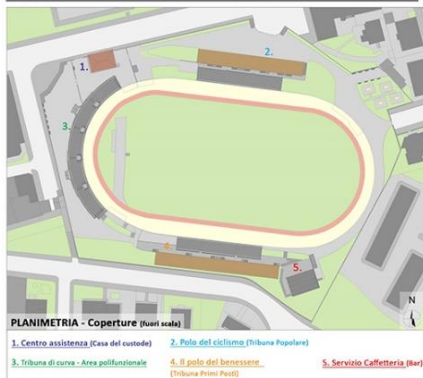 1.
2.
3.
4.
5.
N
PLANIMETRIA - Coperture (fuori scala)
1. Centro assistenza (Casa del custode)
2. Polo del ciclismo (Tribuna Popolare)
3. Tribuna di curva - Area polifunzionale
4. Il polo del benessere
(Tribuna Primi Posti)
5. Servizio Caffetteria (Bar)